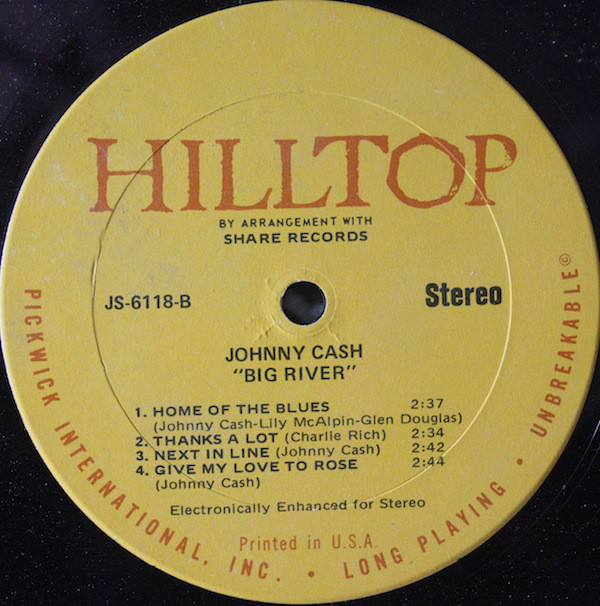 HILLTOP
BY ARRANGEMENT WITH
SHARE RECORDS
JS-6118-B
Stereo
JOHNNY CASH
"BIG RIVER"
1. HOME OF THE BLUES 2:37
(Johnny Cash-Lily McAlpin-Glen Douglas)
2. THANKS A LOT (Charlie Rich) 2:34
3. NEXT IN LINE (Johnny Cash) 2:42
4. GIVE MY LOVE TO ROSE 2:44
(Johnny Cash)
Electronically Enhanced for Stereo
Printed in U.S.A.
PICKWICK INTERNATIONAL, INC. • LONG PLAYING • UNBREAKABLE©